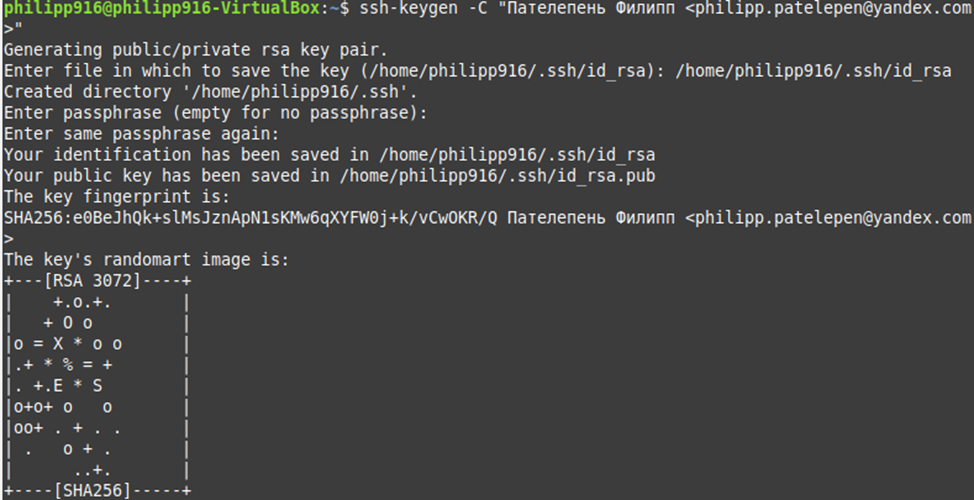 philipp916@philipp916-VirtualBox:~$ ssh-keygen -C "Пателепень Филипп <philipp.patelepen@yandex.com
>"
Generating public/private rsa key pair.
Enter file in which to save the key (/home/philipp916/.ssh/id_rsa): /home/philipp916/.ssh/id_rsa
Created directory '/home/philipp916/.ssh'.
Enter passphrase (empty for no passphrase):
Enter same passphrase again:
Your identification has been saved in /home/philipp916/.ssh/id_rsa
Your public key has been saved in /home/philipp916/.ssh/id_rsa.pub
The key fingerprint is:
SHA256:e0BeJhQk+slMsJznApN1sKMw6qXYFW0j+k/vCwOKR/Q Пателепень Филипп <philipp.patelepen@yandex.com
>
The key's randomart image is:
+---[RSA 3072]----+
|    +.o.+.       |
|   + O o         |
|o = X * o o      |
|.+ * % = +       |
|. +.E * S        |
|o+o+ o   o       |
|oo+ . + . .      |
| .   o + .       |
|      ..+.       |
+----[SHA256]-----+